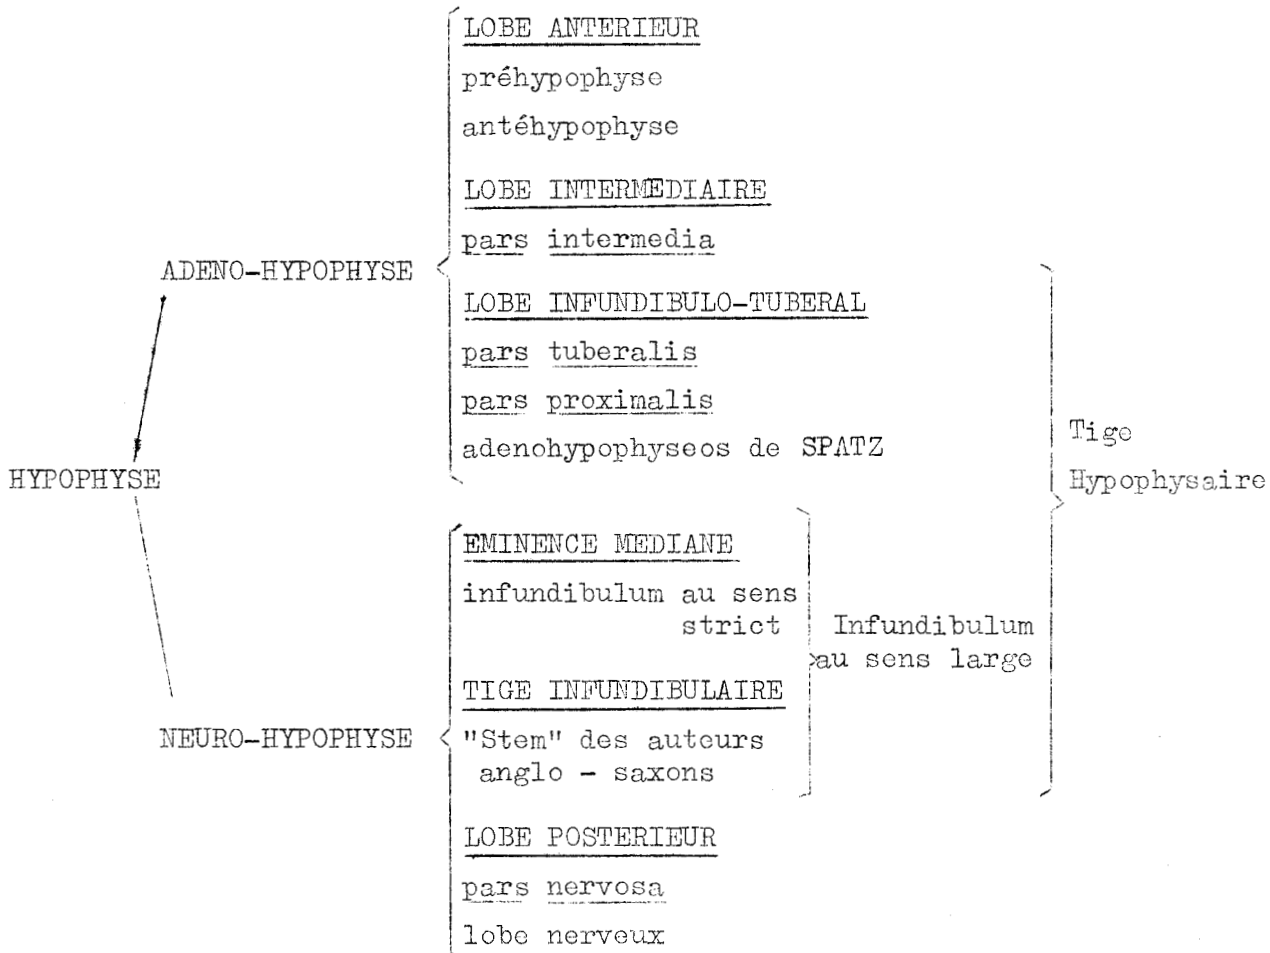 LOBE ANTERIEUR
préhypophyse
antéhypophyse
LOBE INTERMEDIAIRE
pars intermedia
ADENO-HYPOPHYSE
LOBE INFUNDIBULO-TUBERAL
pars tuberalis
pars proximalis
adenohypophyseos de SPATZ
Tige
Hypophysaire
HYPOPHYSE
EMINENCE MEDIANE
infundibulum au sens
strict
Infundibulum
au sens large
TIGE INFUNDIBULAIRE
NEURO-HYPOPHYSE
"Stem" des auteurs
anglo - saxons
LOBE POSTERIEUR
pars nervosa
lobe nerveux